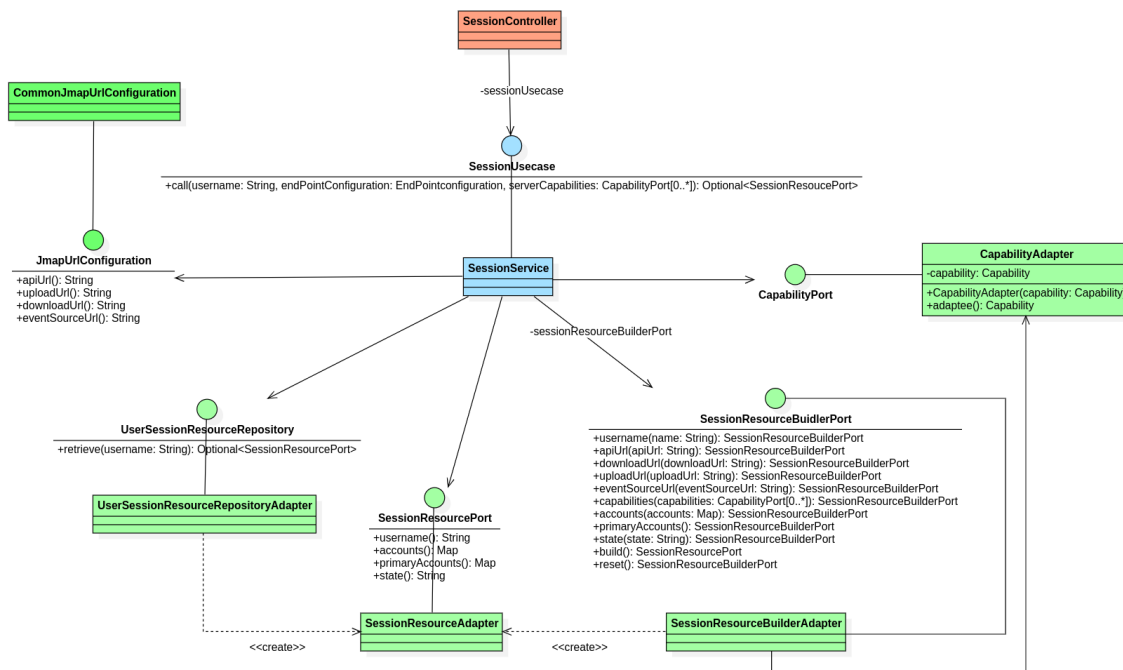 SessionController
-sessionUsecase
CommonJmapUrlConfiguration
SessionUsecase
+call(username: String, endPointConfiguration: EndPointconfiguration, serverCapabilities: CapabilityPort[0..*]): Optional<SessionResoucePort>
JmapUrlConfiguration
+apiUrl(): String
+uploadUrl(): String
+downloadUrl(): String
+eventSourceUrl(): String
SessionService
CapabilityPort
CapabilityAdapter
-capability: Capability
+CapabilityAdapter(capability: Capability
+adaptee(): Capability
-sessionResourceBuilderPort
UserSessionResourceRepository
+retrieve(username: String): Optional<SessionResourcePort>
SessionResourceBuidlerPort
+username(name: String): SessionResourceBuilderPort
+apiUrl(apiUrl: String): SessionResourceBuilderPort
+downloadUrl(downloadUrl: String): SessionResourceBuilderPort
+uploadUrl(uploadUrl: String): SessionResourceBuilderPort
+eventSourceUrl(eventSourceUrl: String): SessionResourceBuilderPort
+capabilities(capabilities: CapabilityPort[0..*]): SessionResourceBuilderPort
+accounts(accounts: Map): SessionResourceBuilderPort
+primaryAccounts(): SessionResourceBuilderPort
+state(state: String): SessionResourceBuilderPort
+build(): SessionResourcePort
+reset(): SessionResourceBuilderPort
UserSessionResourceRepositoryAdapter
SessionResourcePort
+username(): String
+accounts(): Map
+primaryAccounts(): Map
+state(): String
SessionResourceAdapter
SessionResourceBuilderAdapter
<<create>>
<<create>>